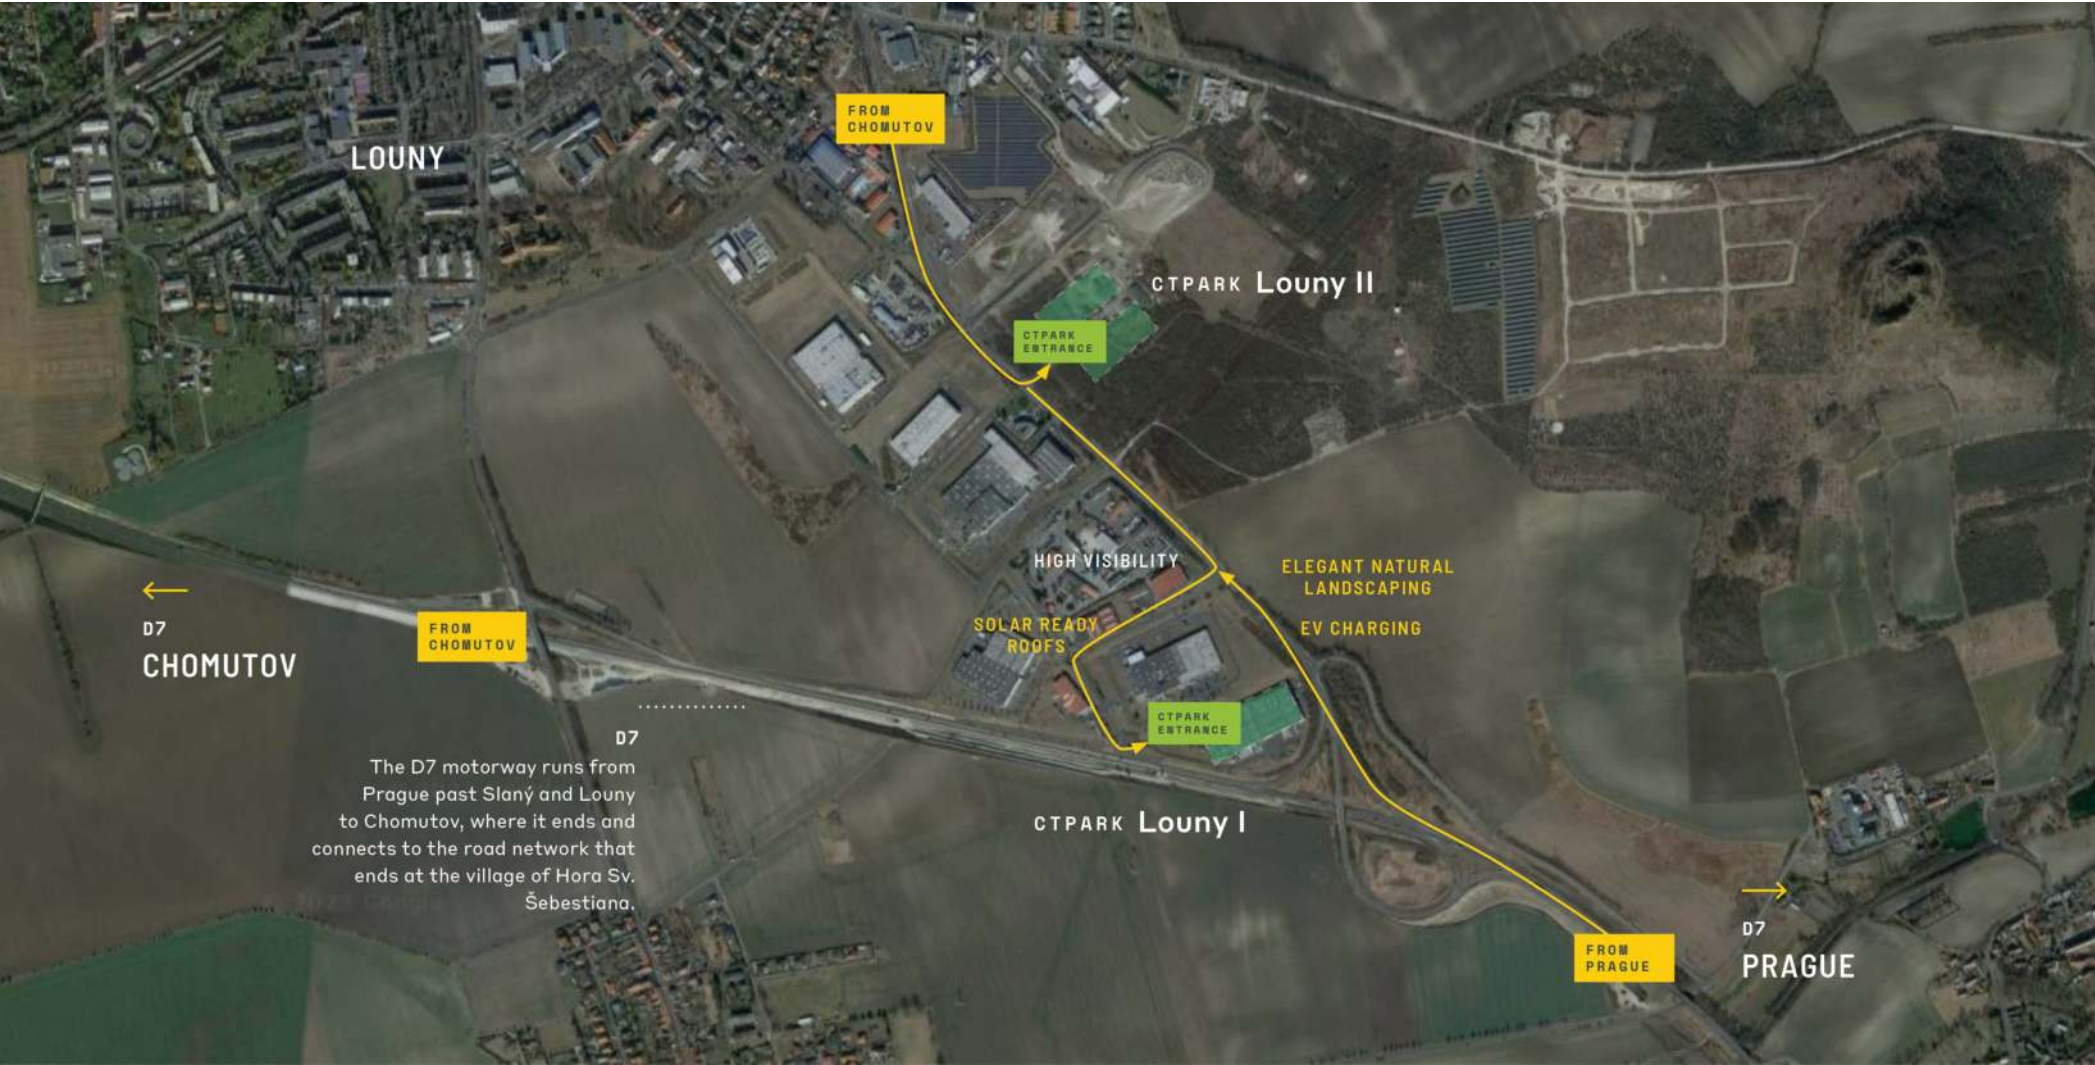 FROM
CHOMUTOV
LOUNY
CTPARK Louny II
CTPARK
ENTRANCE
HIGH VISIBILITY
ELEGANT NATURAL
LANDSCAPING
EV CHARGING
SOLAR READY
ROOFS
D7
CHOMUTOV
FROM
CHOMUTOV
CTPARK
ENTRANCE
D7
The D7 motorway runs from
Prague past Slaný and Louny
to Chomutov, where it ends and
connects to the road network that
ends at the village of Hora Sv.
Šebestiana.
CTPARK Louny I
FROM
PRAGUE
D7
PRAGUE